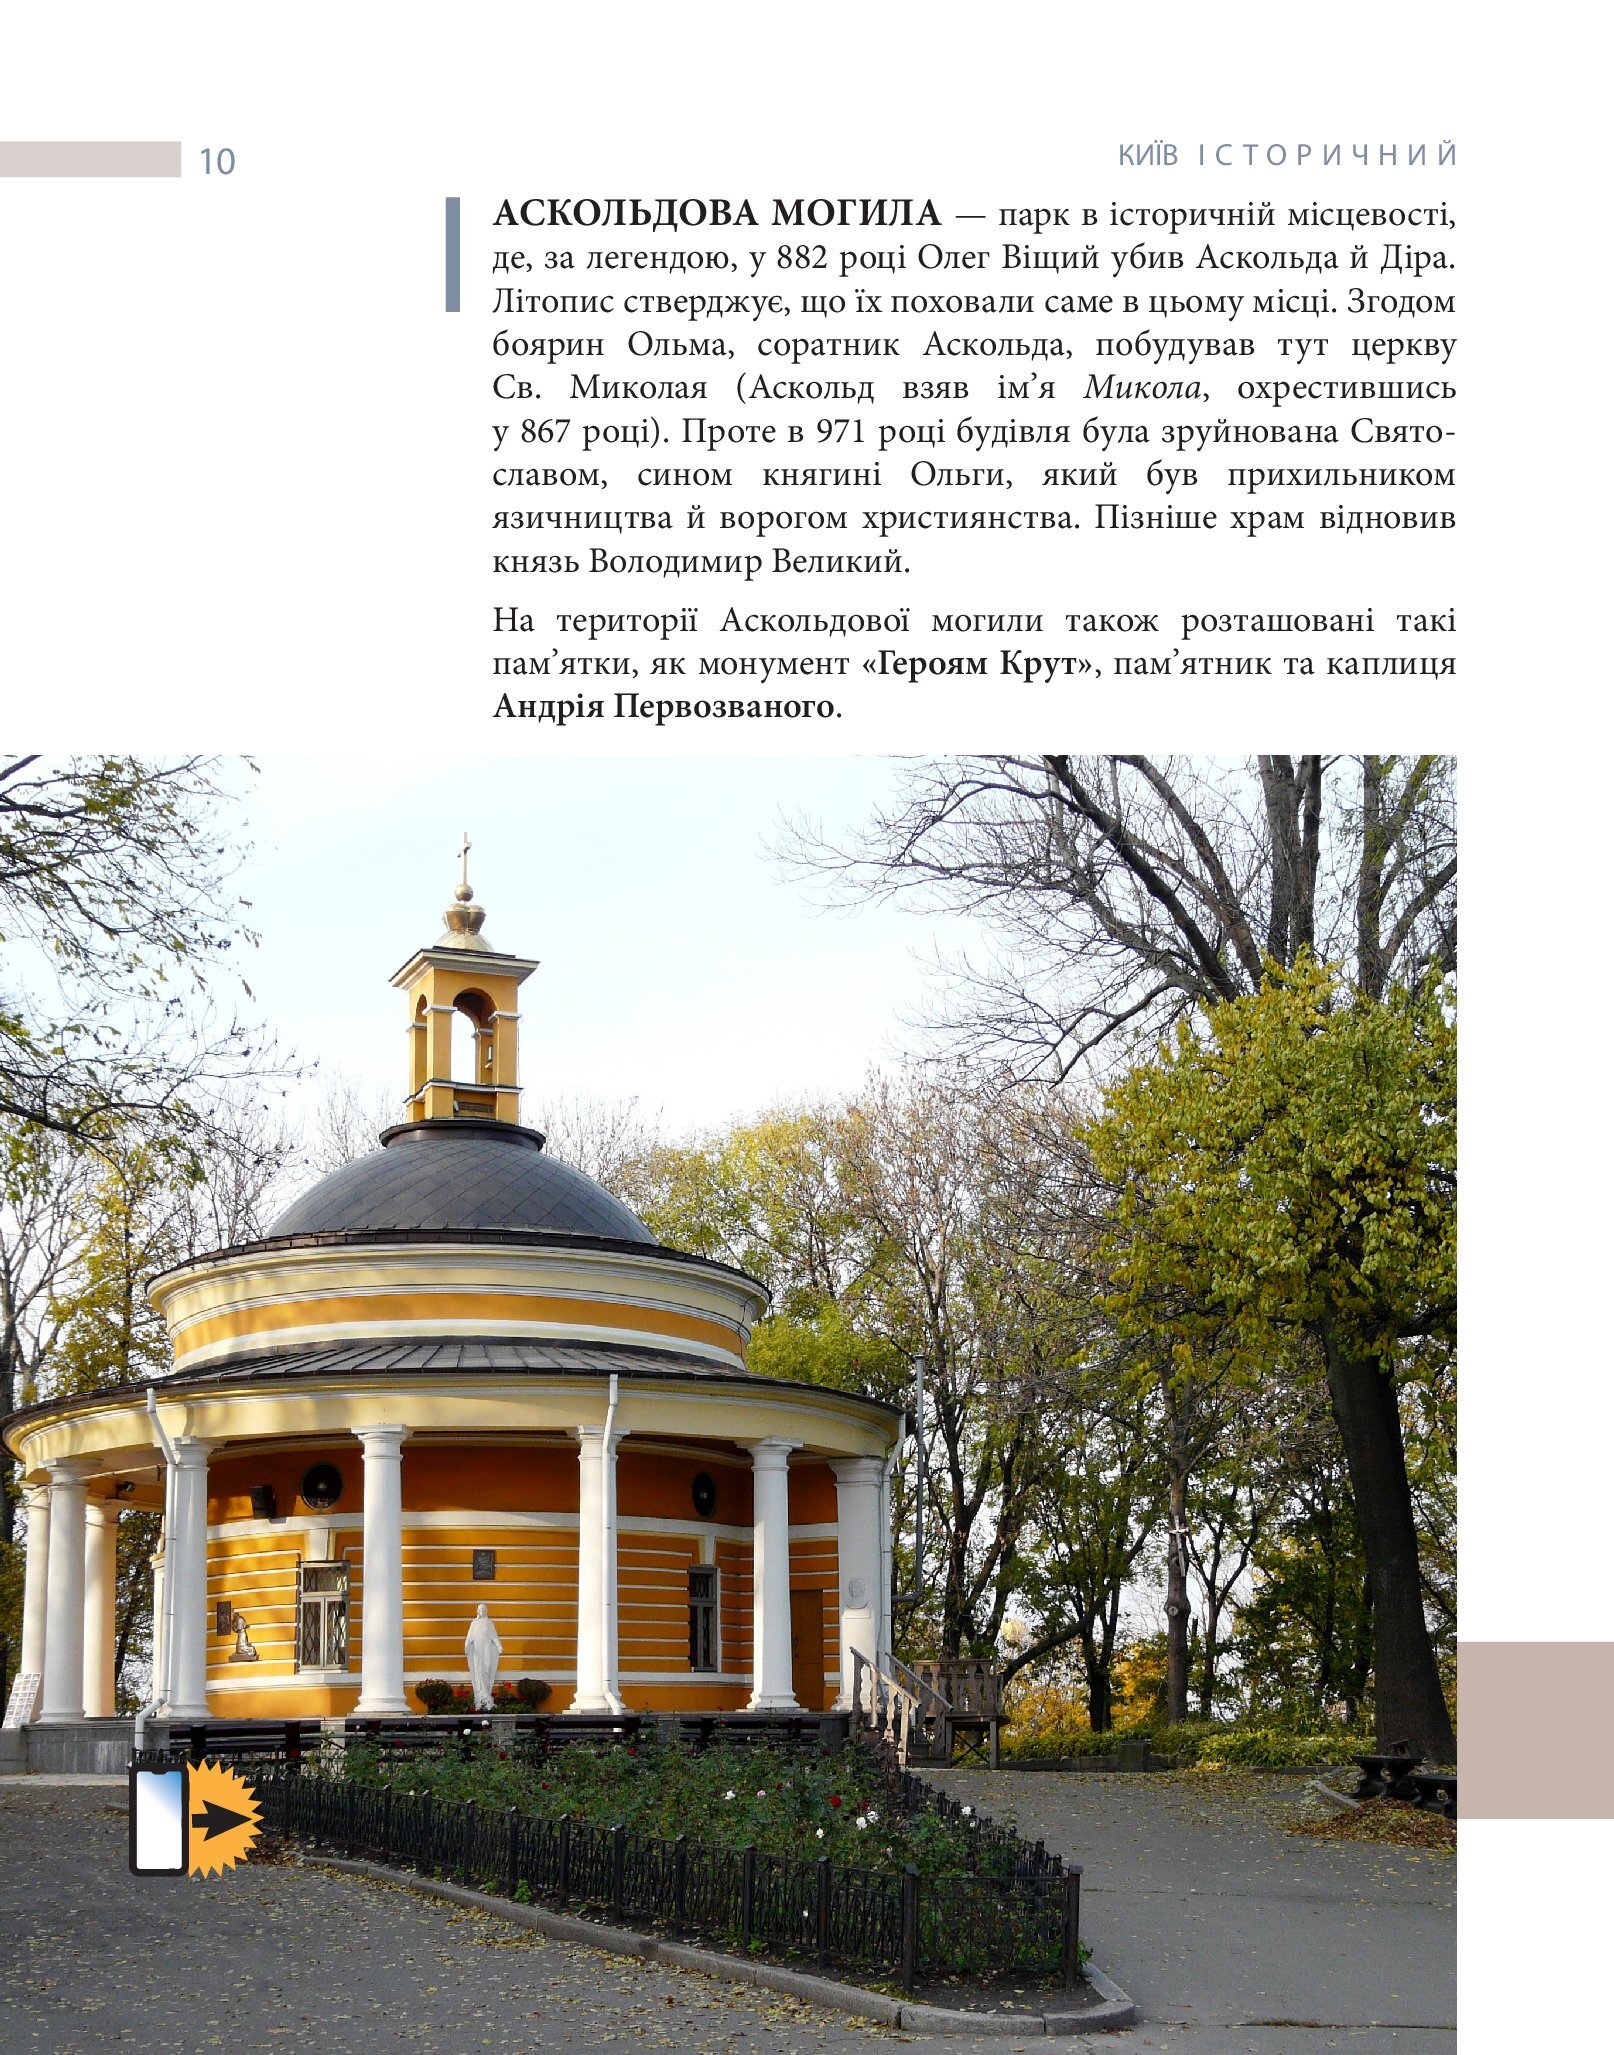 10
КИЇВ ІСТОРИЧНИЙ
АСКОЛЬДОВА МОГИЛА — парк в історичній місцевості,
де, за легендою, у 882 році Олег Віщий убив Аскольда й Діра.
Літопис стверджує, що їх поховали саме в цьому місці. Згодом
боярин Ольма, соратник Аскольда, побудував тут церкву
Св. Миколая (Аскольд взяв ім’я Микола, охрестившись
у 867 році). Проте в 971 році будівля була зруйнована Свято-
славом, сином княгині Ольги, який був прихильником
язичництва й ворогом християнства. Пізніше храм відновив
князь Володимир Великий.
На території Аскольдової могили також розташовані такі
пам’ятки, як монумент «Героям Крут», пам’ятник та каплиця
Андрія Первозваного.